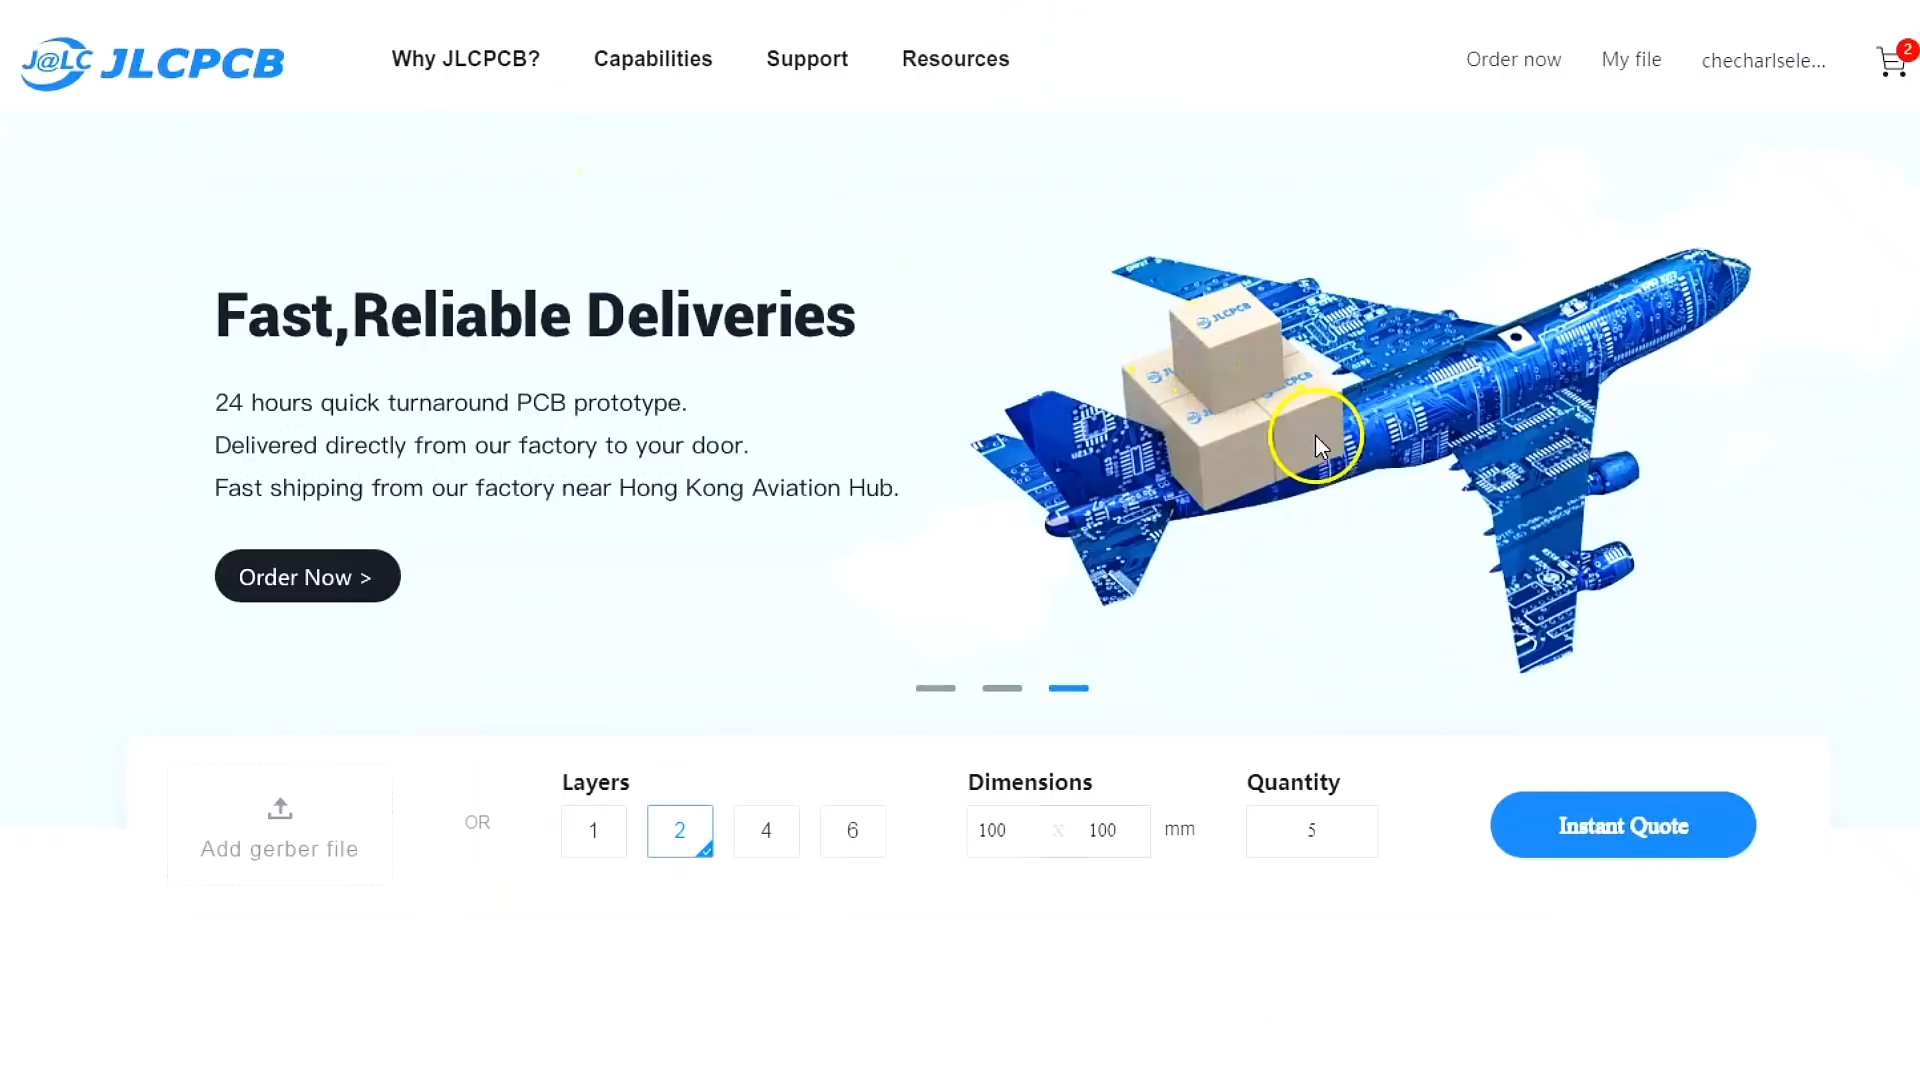 J@LC JLCPCB
Why JLCPCB?
Capabilities
Support
Resources
Order now
My file
checharlsele...
2
Fast,Reliable Deliveries
24 hours quick turnaround PCB prototype.
Delivered directly from our factory to your door.
Fast shipping from our factory near Hong Kong Aviation Hub.
Order Now >
JLCPCB
Add gerber file
OR
Layers
1
2
4
6
Dimensions
100 x 100 mm
Quantity
5
Instant Quote